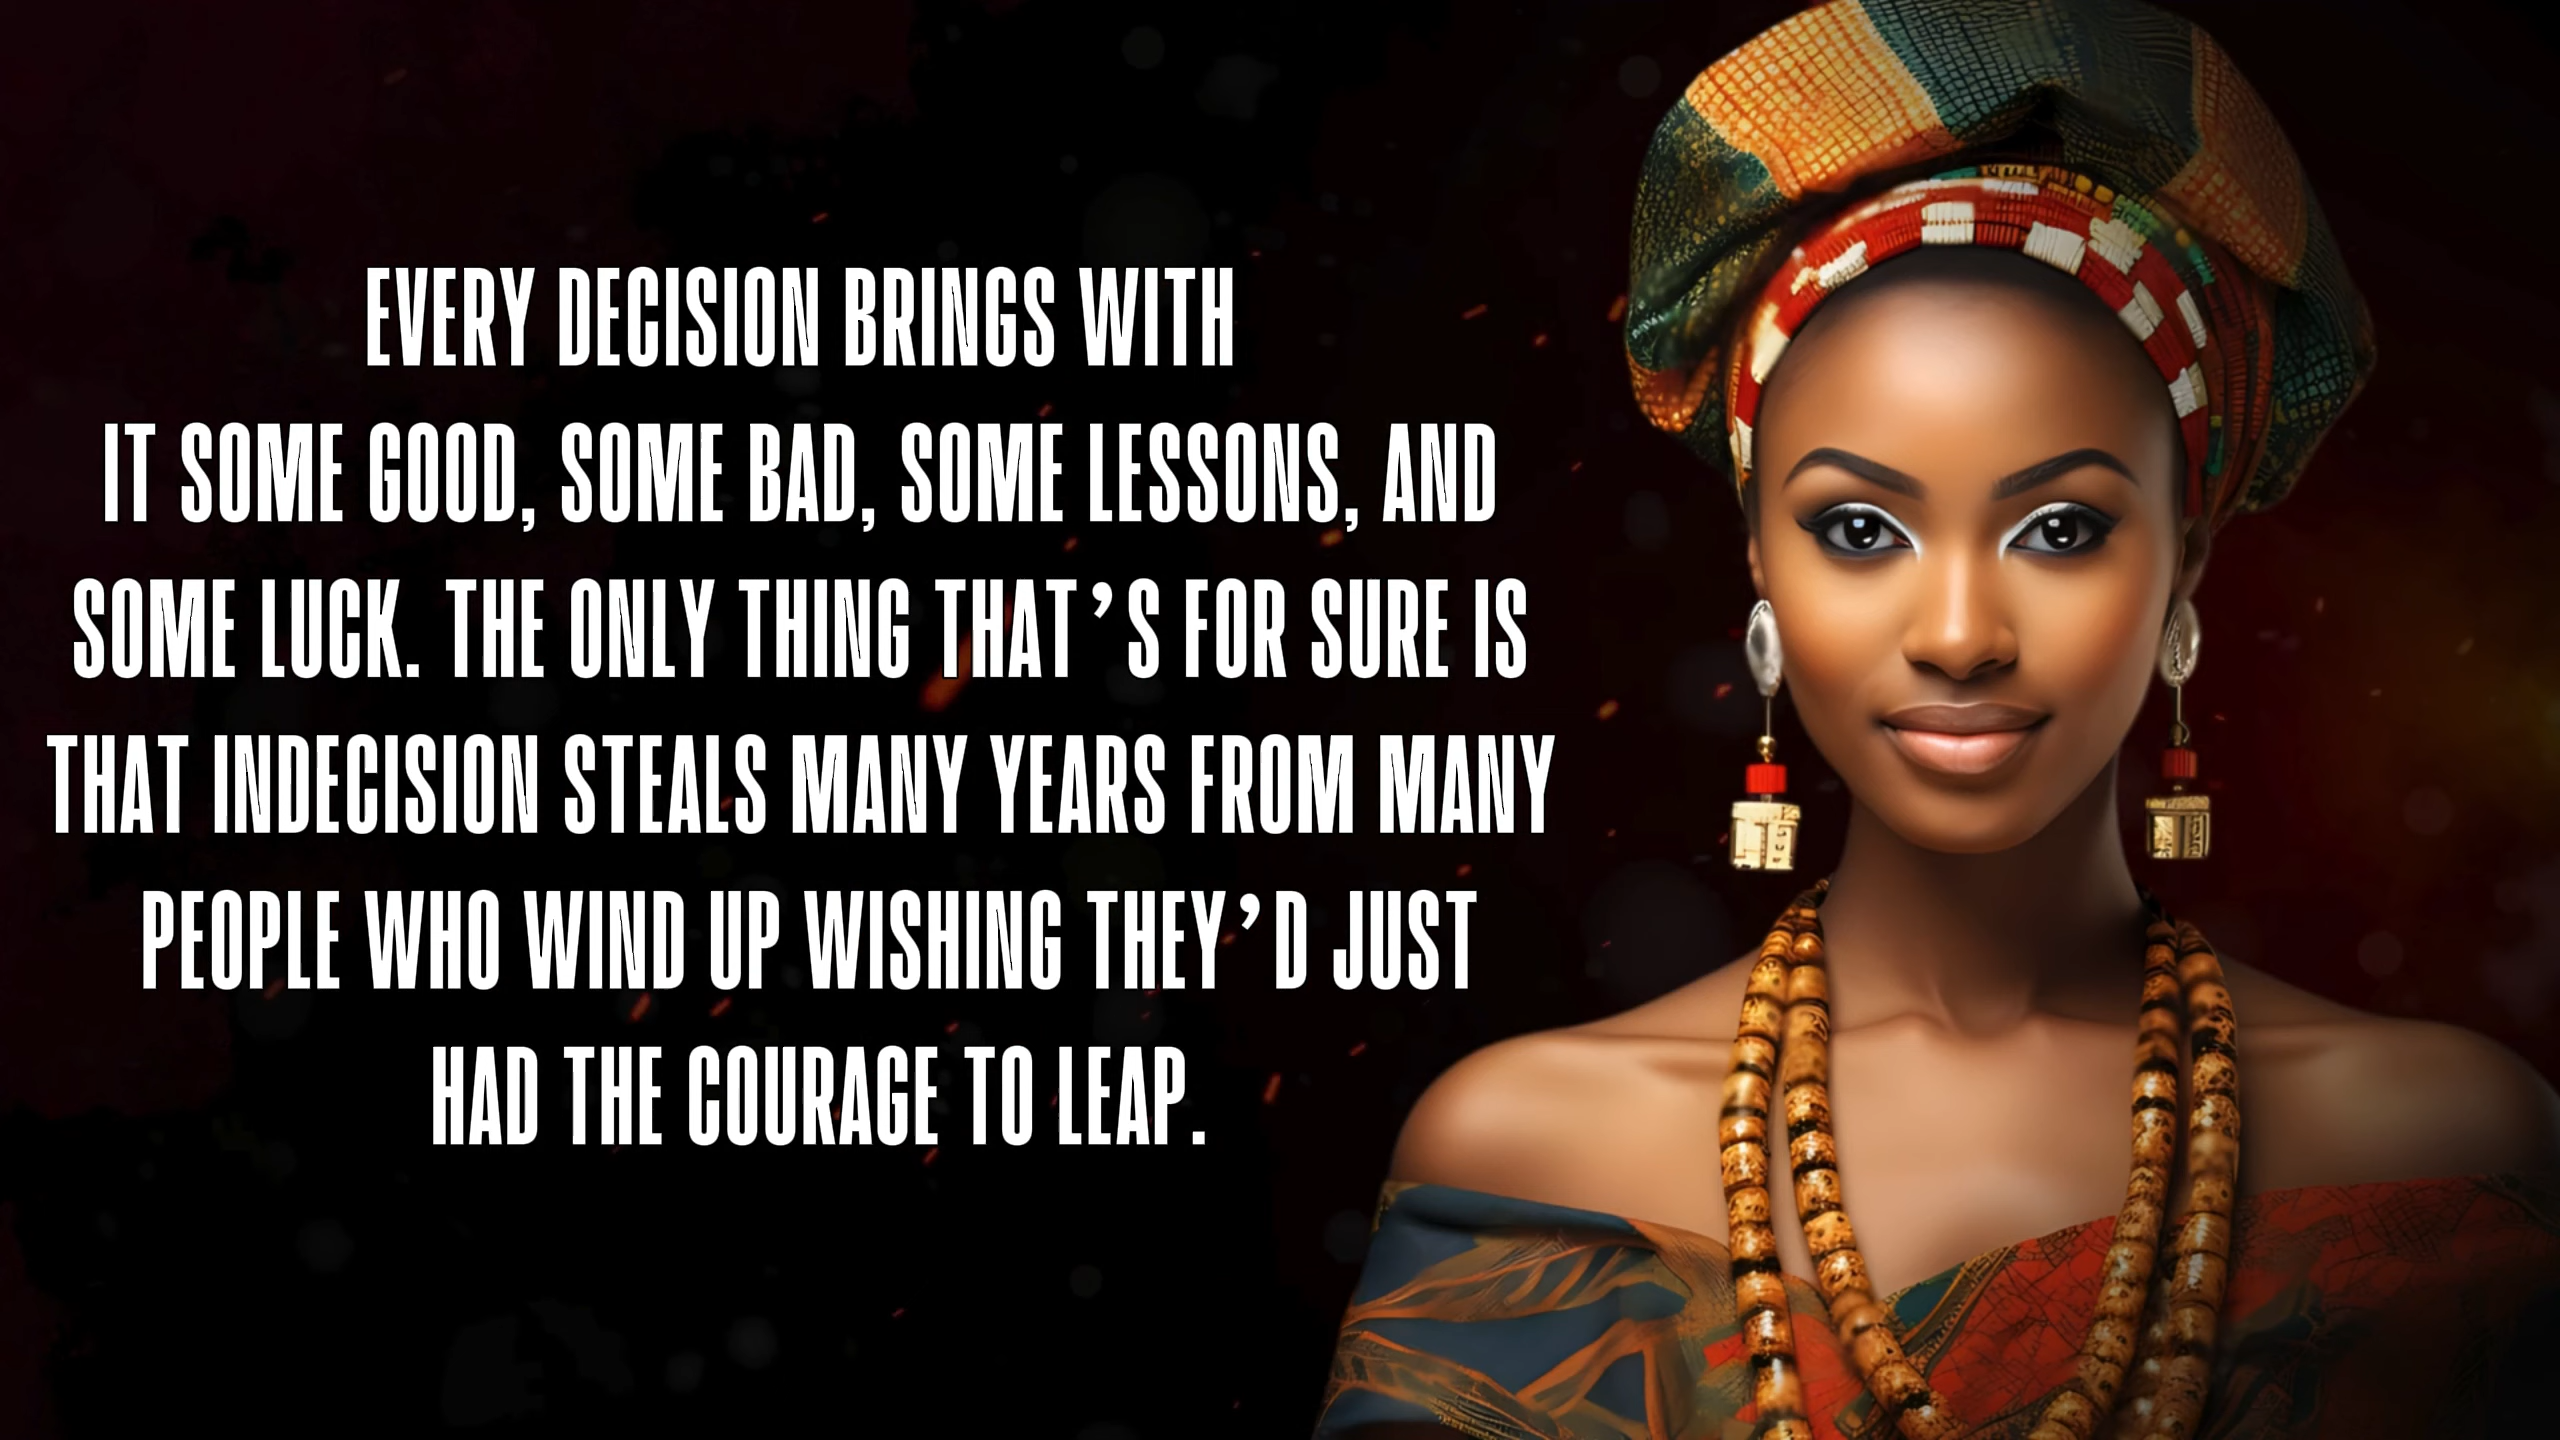 EVERY DECISION BRINGS WITH
IT SOME GOOD, SOME BAD, SOME LESSONS, AND
SOME LUCK. THE ONLY THING THAT’S FOR SURE IS
THAT INDECISION STEALS MANY YEARS FROM MANY
PEOPLE WHO WIND UP WISHING THEY’D JUST
HAD THE COURAGE TO LEAP.